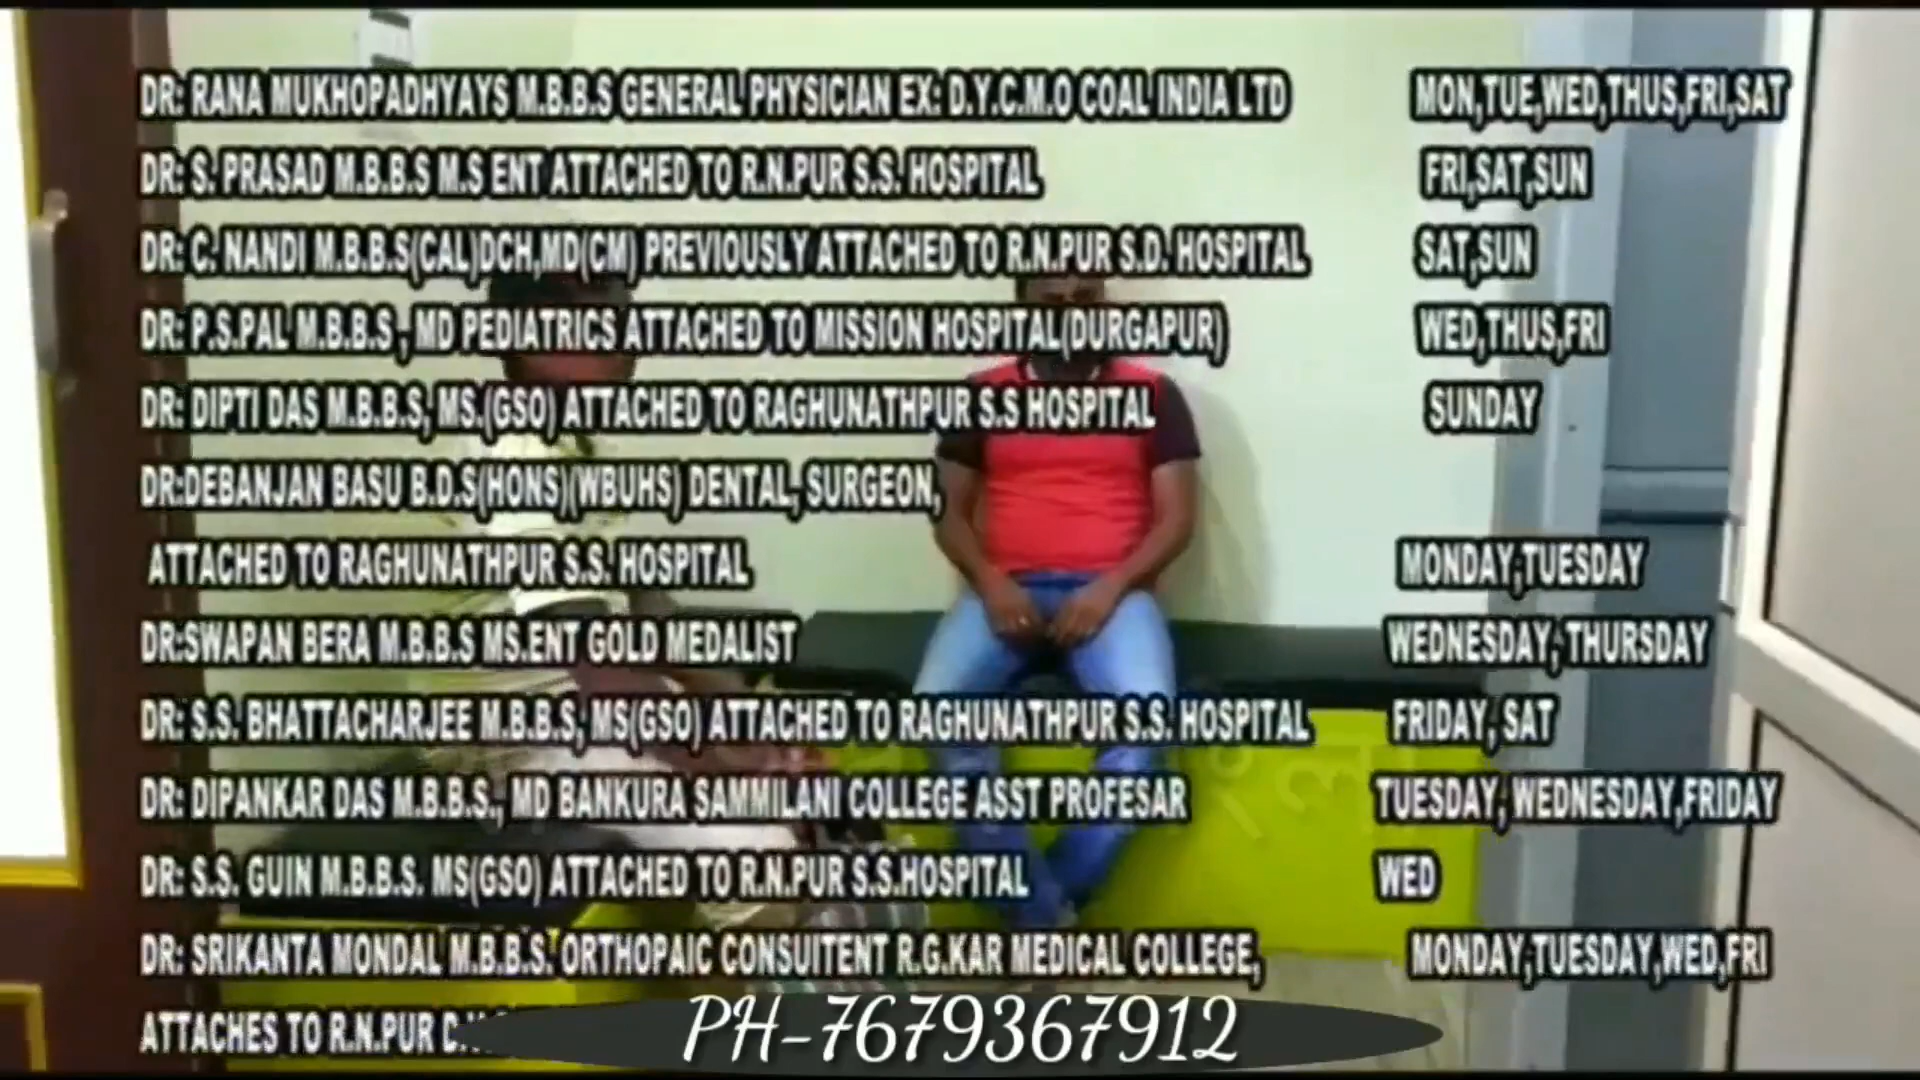 DR: RANA MUKHOPADHYAYS M.B.B.S GENERAL PHYSICIAN EX: D.Y.C.M.O COAL INDIA LTD MON,TUE,WED,THUS,FRI,SAT
DR: S. PRASAD M.B.B.S M.S ENT ATTACHED TO R.N.PUR S.S. HOSPITAL FRI,SAT,SUN
DR: C. NANDI M.B.B.S(CAL)DCH,MD(CM) PREVIOUSLY ATTACHED TO R.N.PUR S.D. HOSPITAL SAT,SUN
DR: P.S.PAL M.B.B.S , MD PEDIATRICS ATTACHED TO MISSION HOSPITAL(DURGAPUR) WED,THUS,FRI
DR: DIPTI DAS M.B.B.S, MS.(GSO) ATTACHED TO RAGHUNATHPUR S.S HOSPITAL SUNDAY
DR:DEBANJAN BASU B.D.S(HONS)(WBUHS) DENTAL, SURGEON,
ATTACHED TO RAGHUNATHPUR S.S. HOSPITAL MONDAY,TUESDAY
DR:SWAPAN BERA M.B.B.S MS.ENT GOLD MEDALIST WEDNESDAY, THURSDAY
DR: S.S. BHATTACHARJEE M.B.B.S, MS(GSO) ATTACHED TO RAGHUNATHPUR S.S. HOSPITAL FRIDAY, SAT
DR: DIPANKAR DAS M.B.B.S., MD BANKURA SAMMILANI COLLEGE ASST PROFESAR TUESDAY, WEDNESDAY,FRIDAY
DR: S.S. GUIN M.B.B.S. MS(GSO) ATTACHED TO R.N.PUR S.S.HOSPITAL WED
DR: SRIKANTA MONDAL M.B.B.S. ORTHOPAIC CONSUITENT R.G.KAR MEDICAL COLLEGE, MONDAY,TUESDAY,WED,FRI
ATTACHES TO R.N.PUR
PH-7679367912